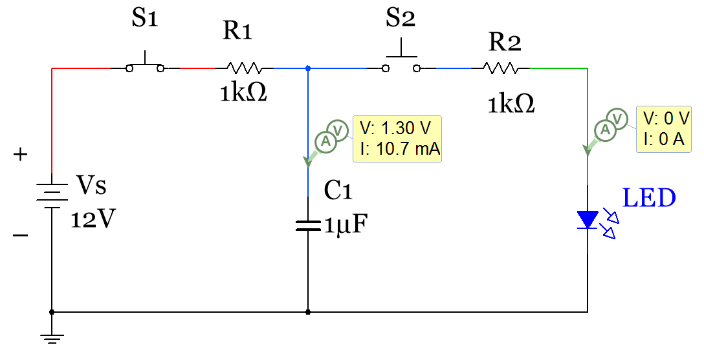 S1
R1
1kΩ
S2
R2
1kΩ
V
A
V: 1.30 V
I: 10.7 mA
V
A
V: 0 V
I: 0 A
+
Vs
12V
−
C1
1µF
LED